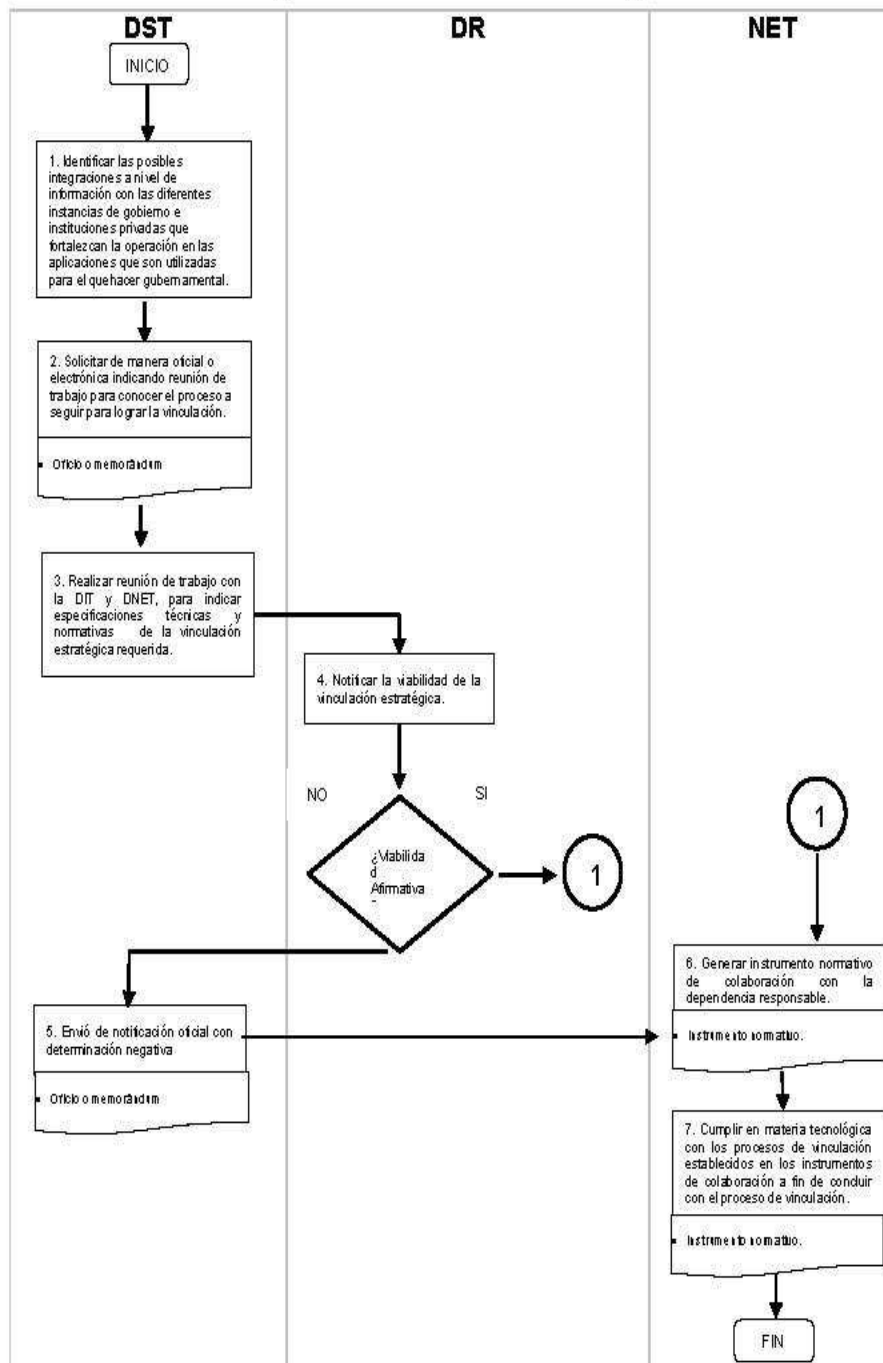 DST
DR
NET
INICIO
1. Identificar las posibles
integraciones a nivel de
información con las diferentes
instancias de gobierno e
instituciones privadas que
fortalezcan la operación en las
aplicaciones que son utilizadas
para el quehacer gubernamental.
2. Solicitar de manera oficial o
electrónica indicando reunión de
trabajo para conocer el proceso a
seguir para lograr la vinculación.
Oficio o memorándum
3. Realizar reunión de trabajo con
la DIT y DNET, para indicar
especificaciones técnicas y
normativas de la vinculación
estratégica requerida.
4. Notificar la viabilidad de la
vinculación estratégica.
NO
SI
¿Viabilida
d
Afirmativa
1
1
5. Envió de notificación oficial con
determinación negativa
Oficio o memorándum
6. Generar instrumento normativo
de colaboración con la
dependencia responsable.
Instrumento normativo.
7. Cumplir en materia tecnológica
con los procesos de vinculación
establecidos en los instrumentos
de colaboración a fin de concluir
con el proceso de vinculación.
Instrumento normativo.
FIN